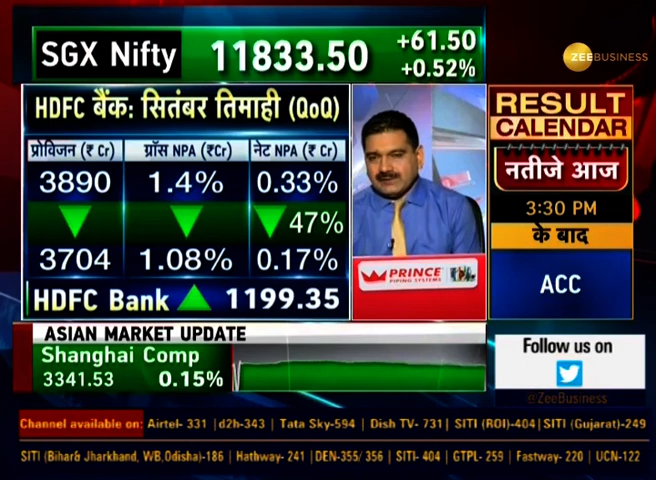 SGX Nifty 11833.50 +61.50
+0.52%
ZEEBUSINESS
HDFC बैंक: सितंबर तिमाही (QoQ)
प्रोविजन (₹ Cr) ग्रॉस NPA (₹Cr) नेट NPA (₹ Cr)
3890 1.4% 0.33%
47%
3704 1.08% 0.17%
HDFC Bank 1199.35
PRINCE
PIPING SYSTEMS
RESULT
CALENDAR
नतीजे आज
3:30 PM
के बाद
ACC
ASIAN MARKET UPDATE
Shanghai Comp
3341.53 0.15%
Follow us on
@ZeeBusiness
Channel available on: Airtel- 331 | d2h-343 | Tata Sky-594 | Dish TV- 731 | SITI (ROI)-404 | SITI (Gujarat)-249
SITI (Bihar& Jharkhand, WB,Odisha)-186 | Hathway- 241 | DEN-355/ 356 | SITI- 404 | GTPL- 259 | Fastway- 220 | UCN-122